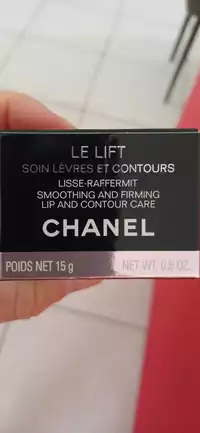 LE LIFT
SOIN LÈVRES ET CONTOURS
LISSE-RAFFERMIT
SMOOTHING AND FIRMING
LIP AND CONTOUR CARE
CHANEL
POIDS NET 15 g NET WT. 0.5 OZ.